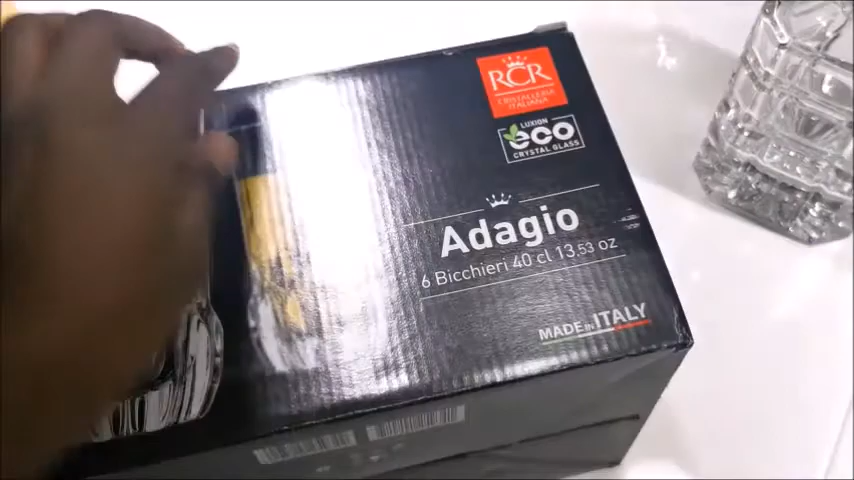 RCR
CRISTALLERIA
ITALIANA
LUXION
eco
CRYSTAL GLASS
Adagio
6 Bicchieri 40 cl 13.53 oz
MADE IN ITALY